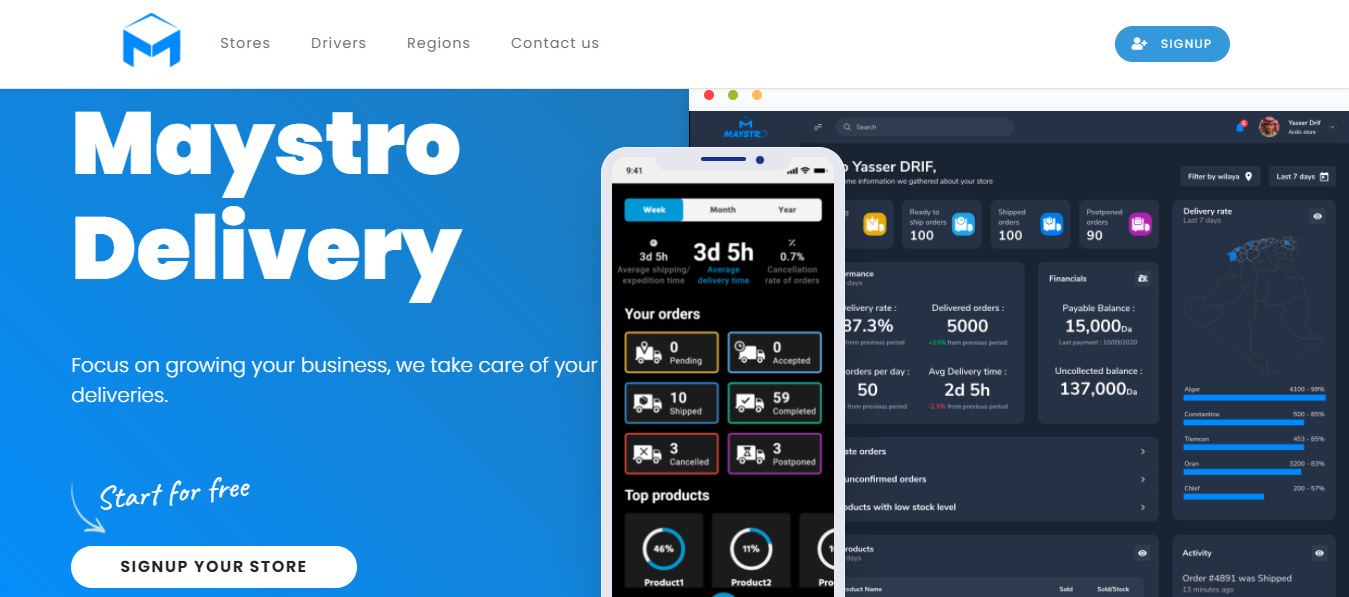 Stores Drivers Regions Contact us SIGNUP
Maystro
Delivery
Focus on growing your business, we take care of your
deliveries.
Start for free
SIGNUP YOUR STORE
9:41
Week Month Year
3d 5h
Average shipping/
expedition time
3d 5h
Average
delivery time
0.7%
Cancellation
rate of orders
Your orders
0
Pending
0
Accepted
10
Shipped
59
Completed
3
Cancelled
3
Postponed
Top products
46%
Product1
11%
Product2
MAYSTRO
Search
Yasser Drif
Ardis store
Yasser DRIF,
information we gathered about your store
Filter by wilaya
Last 7 days
Ready to
ship orders
100
Shipped
orders
100
Postponed
orders
90
Delivery rate
Last 7 days
days
elivery rate :
37.3%
from previous period
Delivered orders :
5000
+23% from previous period
orders per day :
50
from previous period
Avg Delivery time :
2d 5h
-2.3% from previous period
Financials
Payable Balance :
15,000Da
Last payment : 10/09/2020
Uncollected balance :
137,000Da
Alger 4100 - 99%
Constantine 500 - 85%
Tlemcen 453 - 85%
Oran 3200 - 83%
Chlef 200 - 57%
ate orders
unconfirmed orders
oducts with low stock level
roducts
days
duct Name Sold Sold/Stock
Activity
Order #4891 was Shipped
13 minutes ago